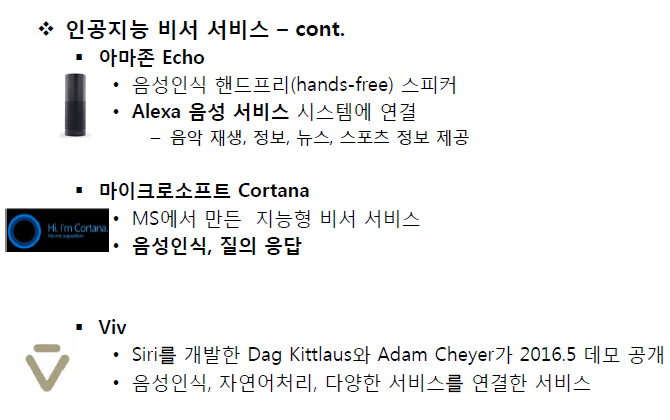 ❖ 인공지능 비서 서비스 – cont.
▪ 아마존 Echo
• 음성인식 핸드프리(hands-free) 스피커
• Alexa 음성 서비스 시스템에 연결
– 음악 재생, 정보, 뉴스, 스포츠 정보 제공
▪ 마이크로소프트 Cortana
Hi. I'm Cortana.
Ask me a question!
• MS에서 만든 지능형 비서 서비스
• 음성인식, 질의 응답
▪ Viv
• Siri를 개발한 Dag Kittlaus와 Adam Cheyer가 2016.5 데모 공개
• 음성인식, 자연어처리, 다양한 서비스를 연결한 서비스